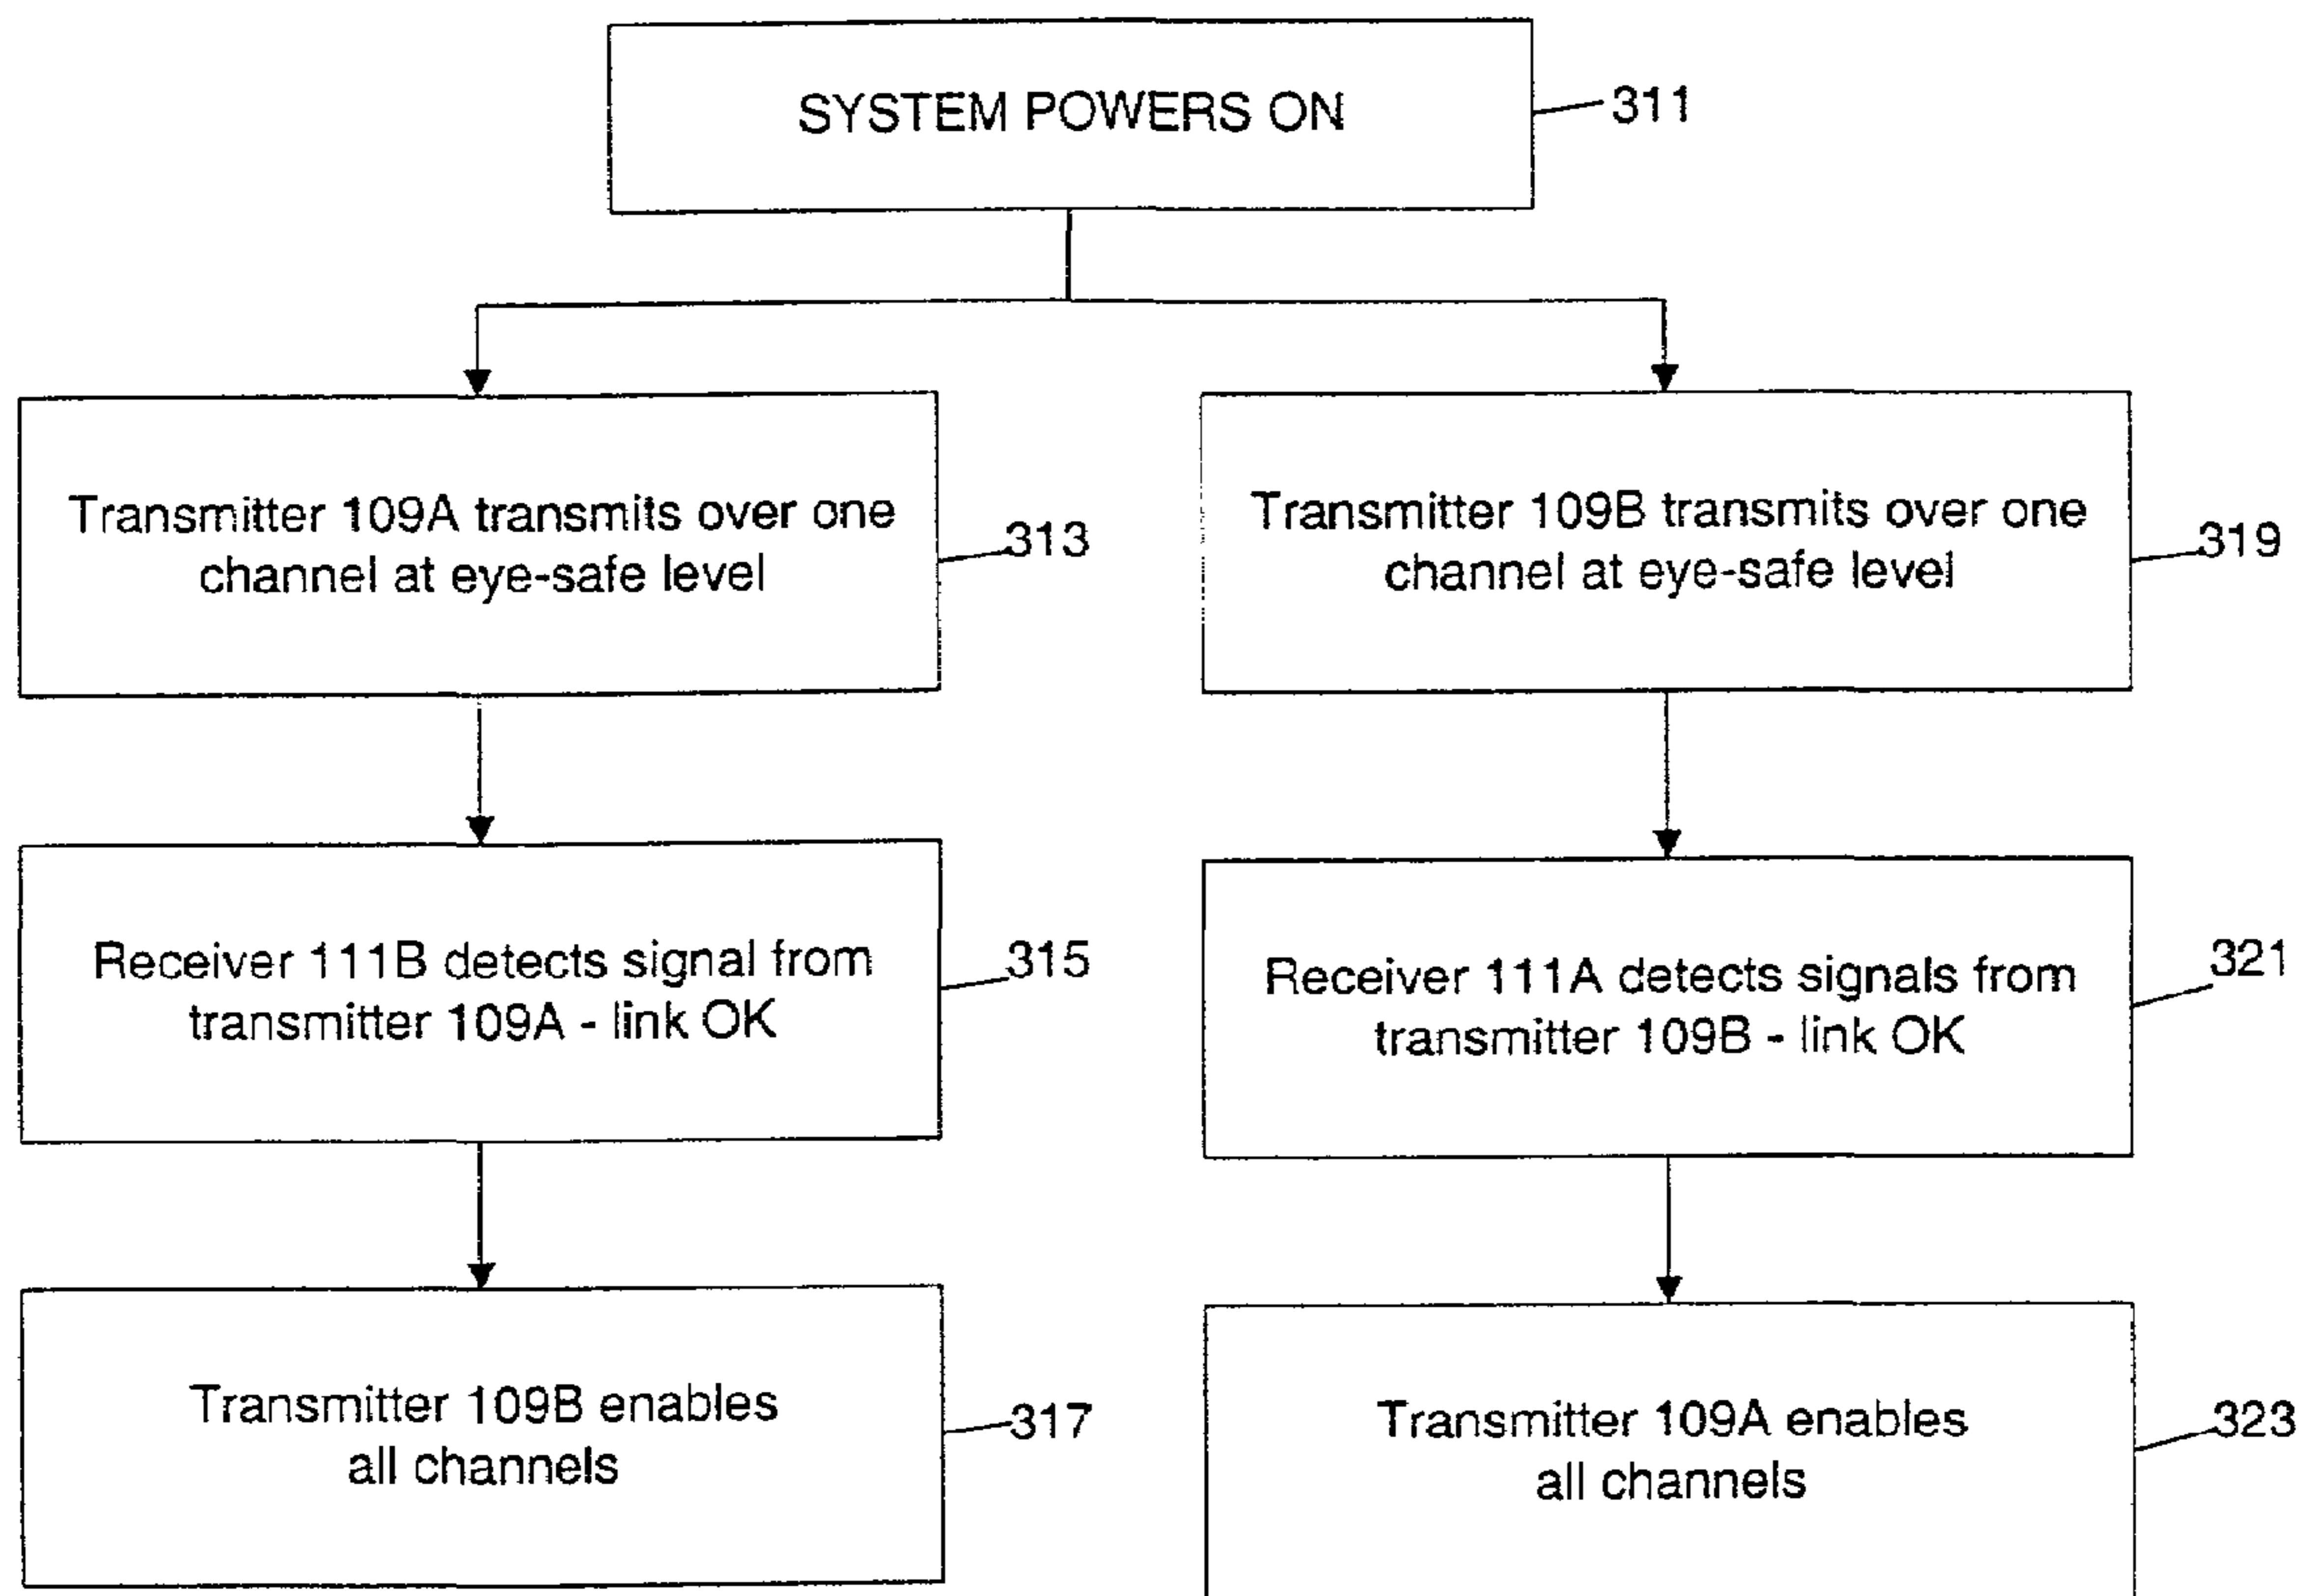 SYSTEM POWERS ON
311
Transmitter 109A transmits over one
channel at eye-safe level
313
Transmitter 109B transmits over one
channel at eye-safe level
319
Receiver 111B detects signal from
transmitter 109A - link OK
315
Receiver 111A detects signals from
transmitter 109B - link OK
321
Transmitter 109B enables
all channels
317
Transmitter 109A enables
all channels
323